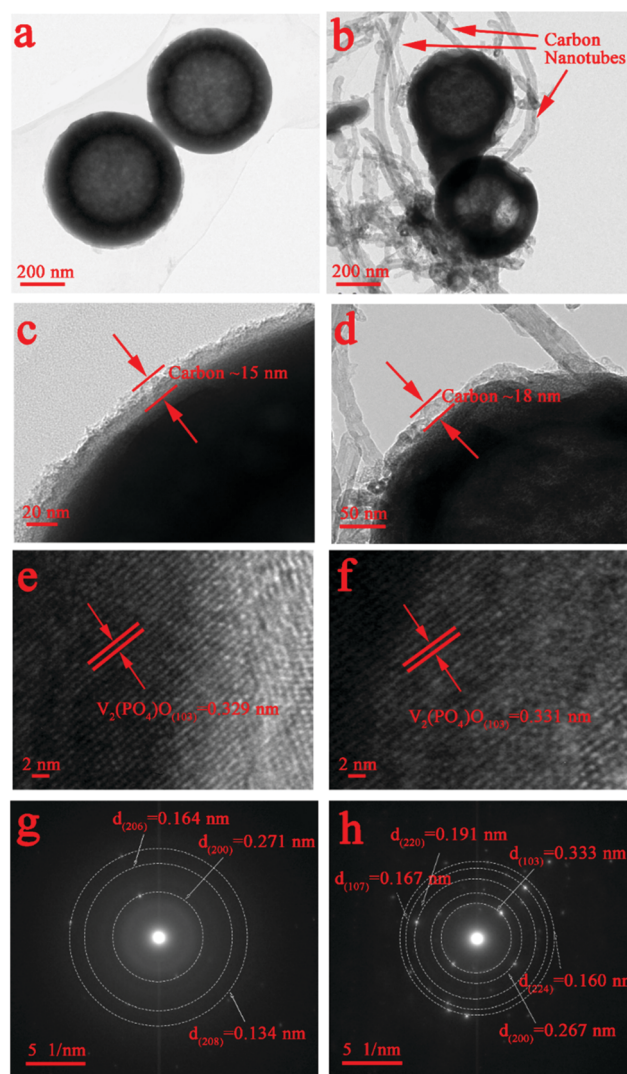 a
200 nm
b
Carbon
Nanotubes
200 nm
c
Carbon ~15 nm
20 nm
d
Carbon ~18 nm
50 nm
e
V₂(PO₄)O₍₁₀₃₎=0.329 nm
2 nm
f
V₂(PO₄)O₍₁₀₃₎=0.331 nm
2 nm
g
d₍₂₀₆₎=0.164 nm
d₍₂₀₀₎=0.271 nm
d₍₂₀₈₎=0.134 nm
5 1/nm
h
d₍₂₂₀₎=0.191 nm
d₍₁₀₃₎=0.333 nm
d₍₁₀₇₎=0.167 nm
d₍₂₂₄₎=0.160 nm
d₍₂₀₀₎=0.267 nm
5 1/nm